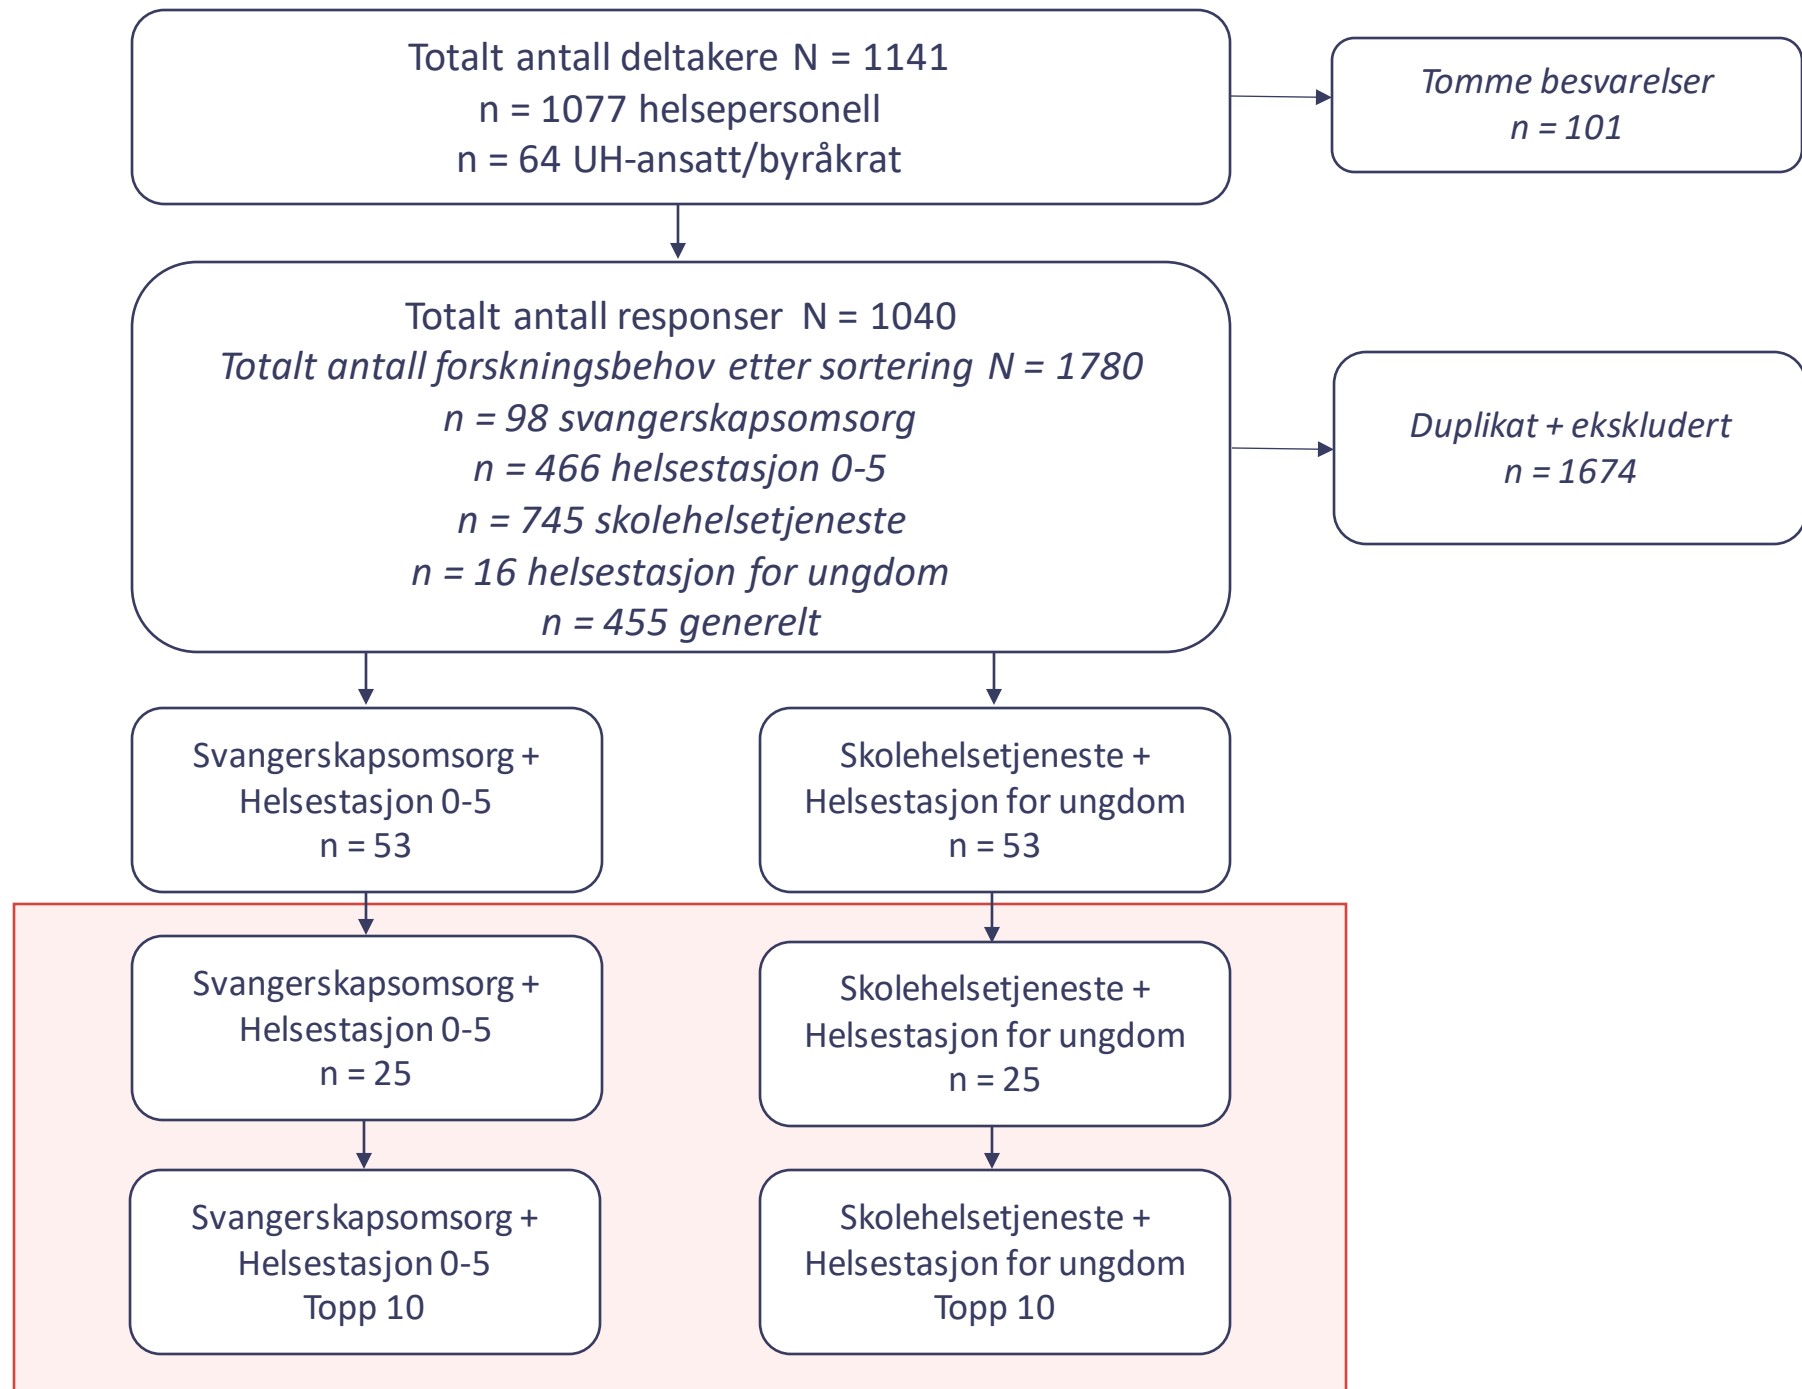 Totalt antall deltakere N = 1141
n = 1077 helsepersonell
n = 64 UH-ansatt/byråkrat
Tomme besvarelser
n = 101
Totalt antall responser N = 1040
Totalt antall forskningsbehov etter sortering N = 1780
n = 98 svangerskapsomsorg
n = 466 helsestasjon 0-5
n = 745 skolehelsetjeneste
n = 16 helsestasjon for ungdom
n = 455 generelt
Duplikat + ekskludert
n = 1674
Svangerskapsomsorg +
Helsestasjon 0-5
n = 53
Skolehelsetjeneste +
Helsestasjon for ungdom
n = 53
Svangerskapsomsorg +
Helsestasjon 0-5
n = 25
Skolehelsetjeneste +
Helsestasjon for ungdom
n = 25
Svangerskapsomsorg +
Helsestasjon 0-5
Topp 10
Skolehelsetjeneste +
Helsestasjon for ungdom
Topp 10